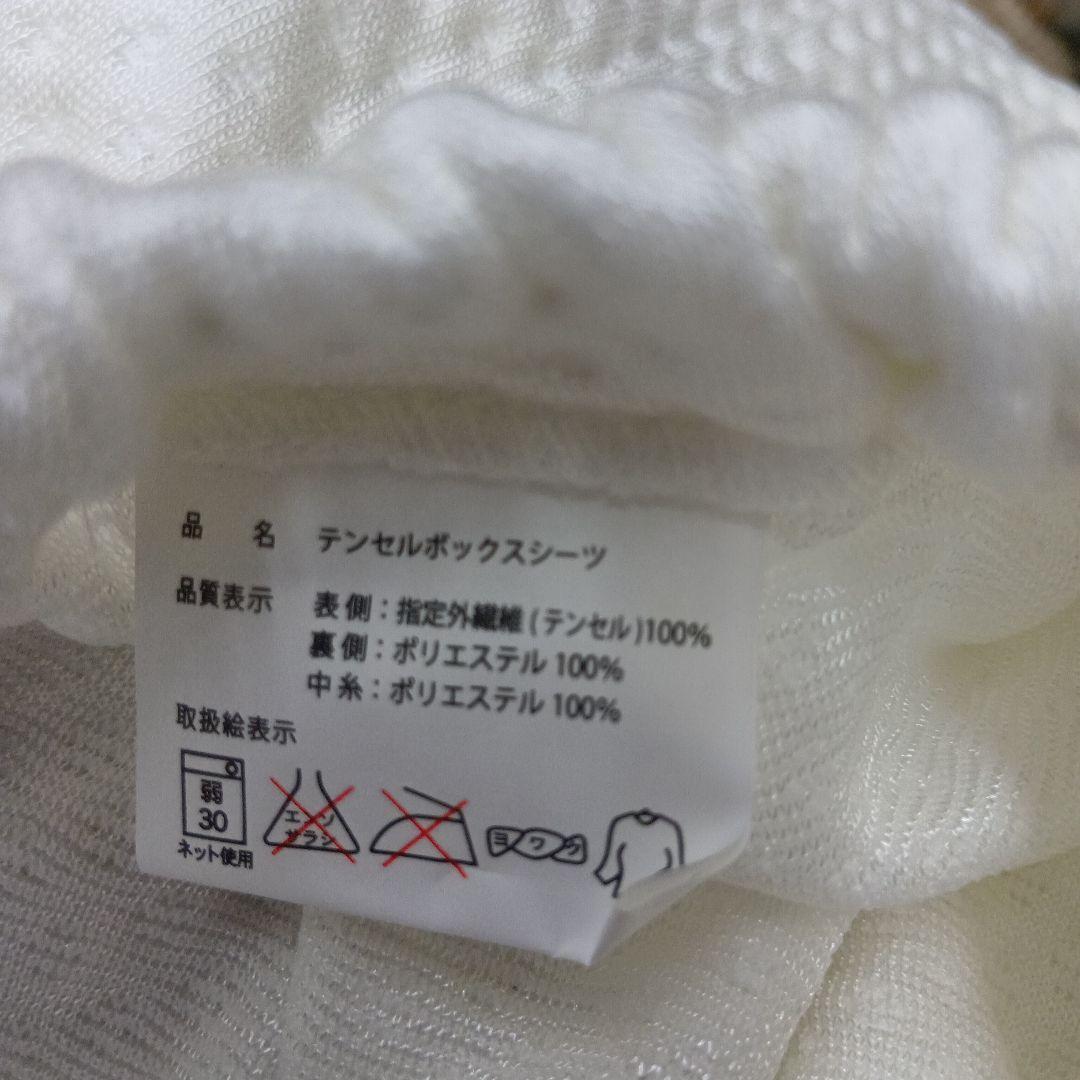 品 名 テンセルボックスシーツ
品質表示 表側：指定外繊維(テンセル)100%
裏側：ポリエステル 100%
中糸：ポリエステル 100%
取扱絵表示
弱
30
ネット使用
エンソ
サラシ
ヨワク